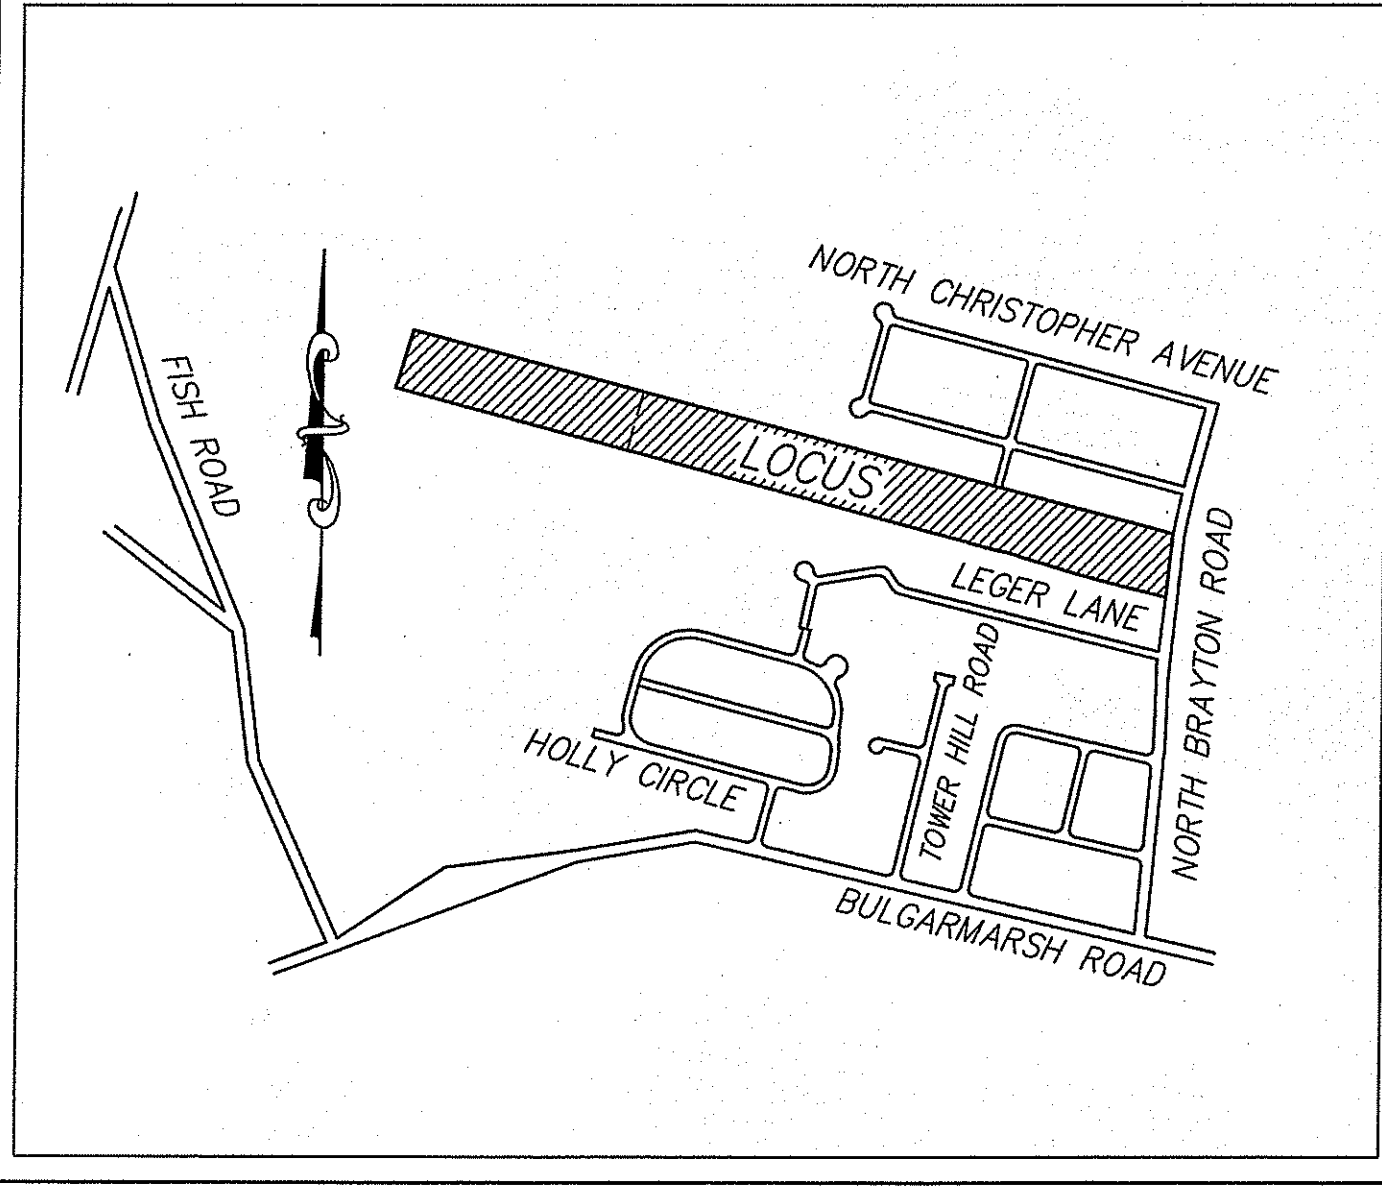 NORTH CHRISTOPHER AVENUE
FISH ROAD
LOCUS
LEGER LANE
NORTH BRAYTON ROAD
TOWER HILL ROAD
HOLLY CIRCLE
BULGARMARSH ROAD